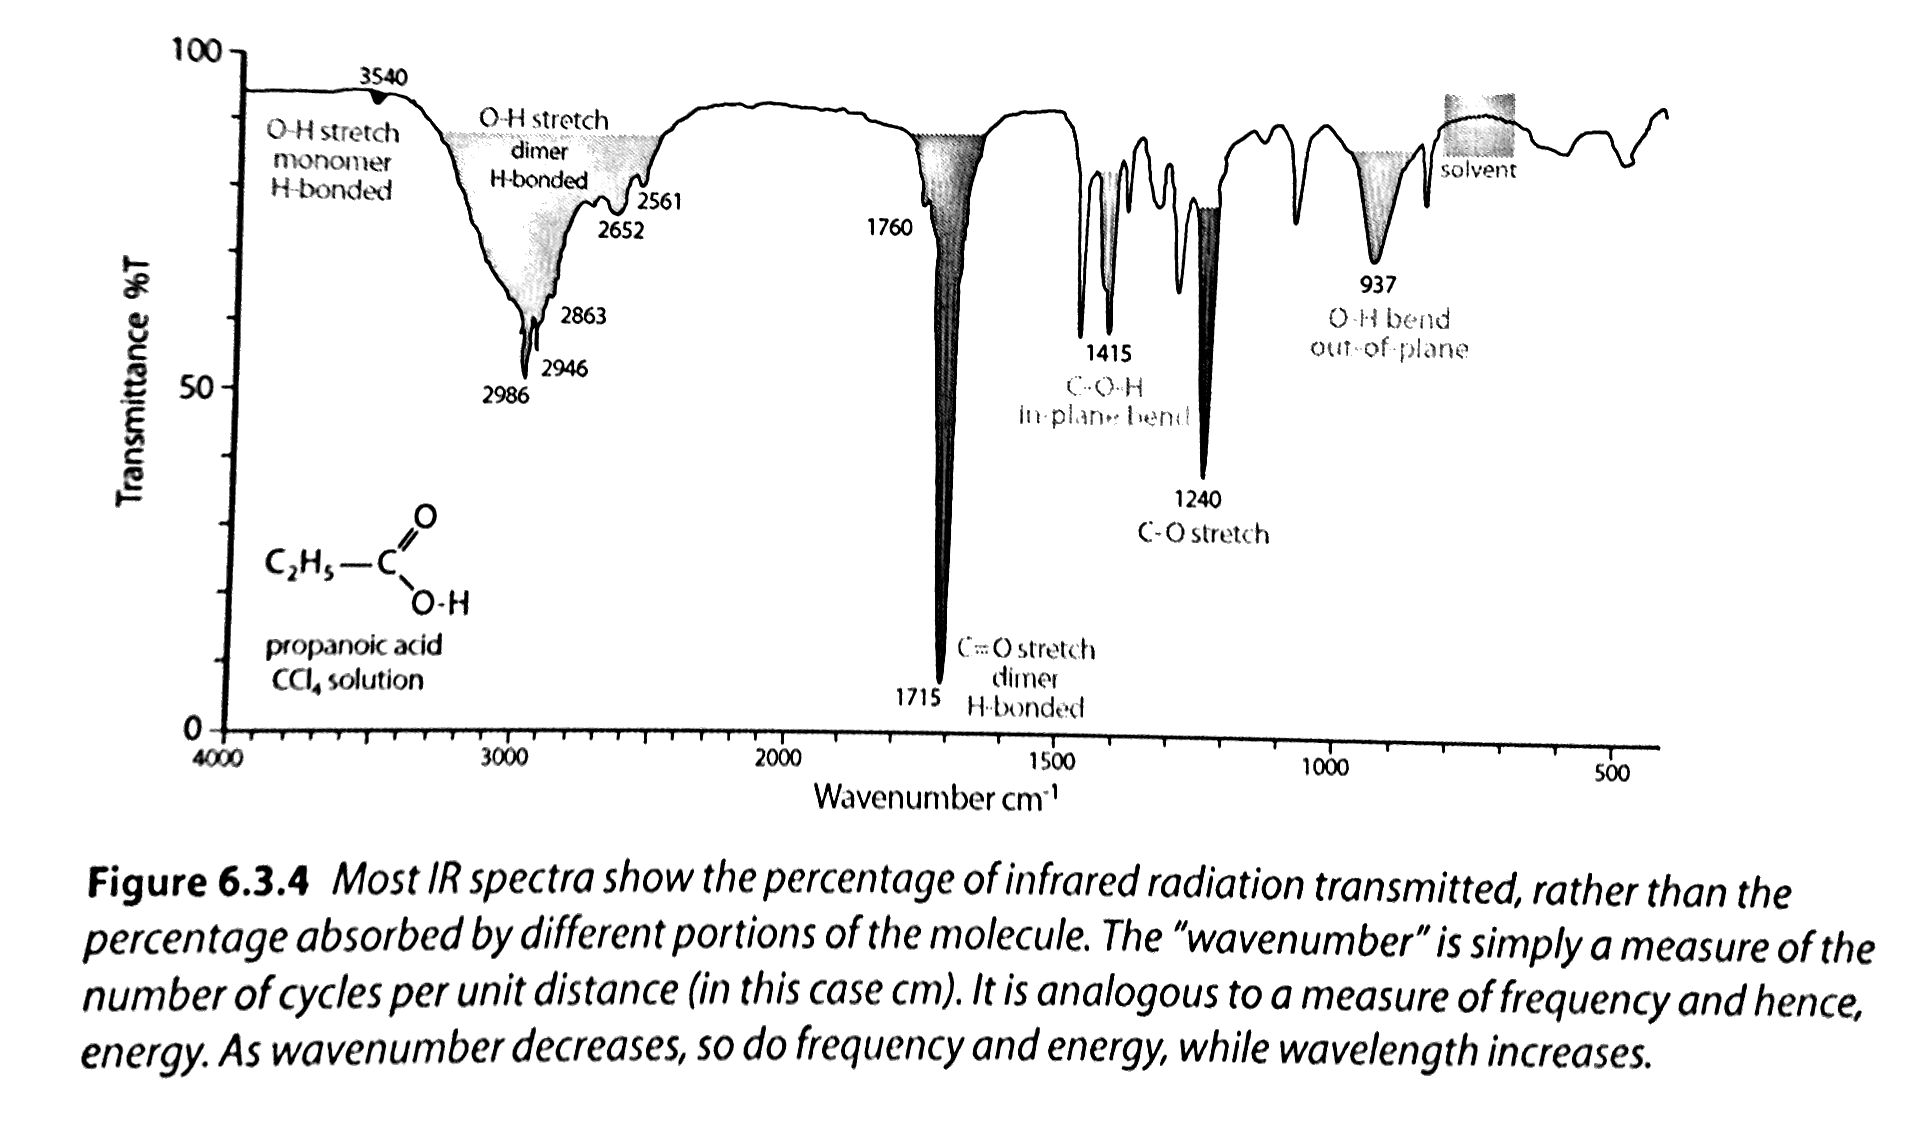 100
3540
O-H stretch
monomer
H-bonded
O-H stretch
dimer
H-bonded
2561
2652
2863
2946
2986
1760
1415
C-O-H
in-plane bend
937
O-H bend
out-of-plane
solvent
1240
C-O stretch
Transmittance %T
50
C₂H₅—C
O
O-H
propanoic acid
CCl₄ solution
C=O stretch
dimer
H-bonded
1715
0
4000 3000 2000 1500 1000 500
Wavenumber cm⁻¹
Figure 6.3.4 Most IR spectra show the percentage of infrared radiation transmitted, rather than the
percentage absorbed by different portions of the molecule. The "wavenumber" is simply a measure of the
number of cycles per unit distance (in this case cm). It is analogous to a measure of frequency and hence,
energy. As wavenumber decreases, so do frequency and energy, while wavelength increases.